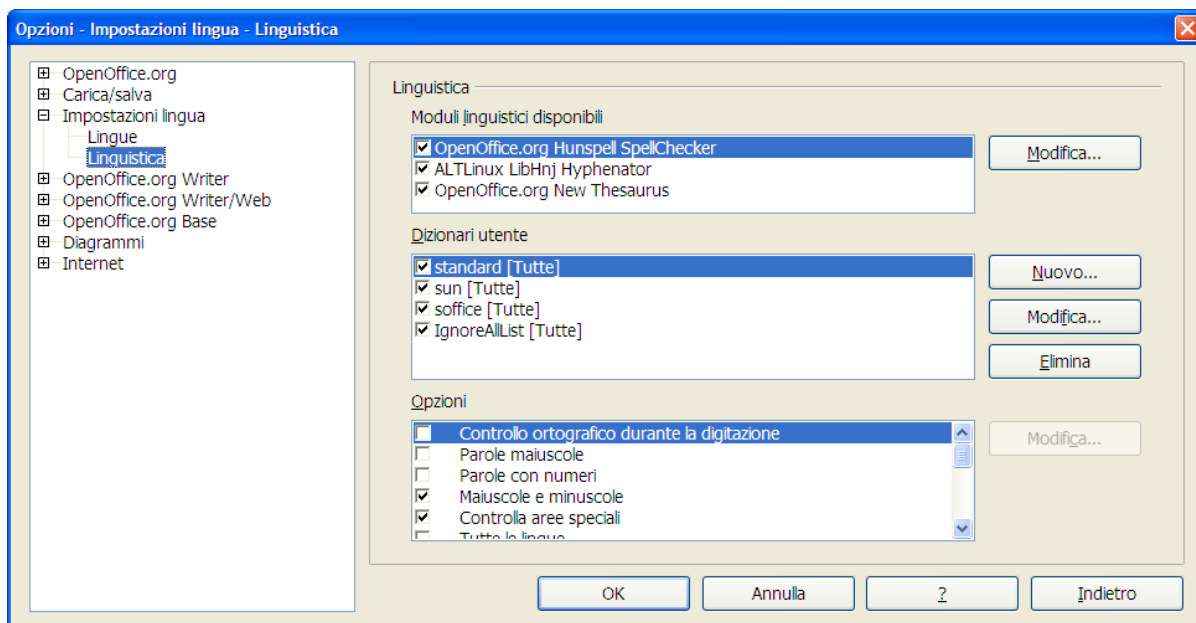 Opzioni - Impostazioni lingua - Linguistica
OpenOffice.org
Carica/salva
Impostazioni lingua
Lingue
Linguistica
OpenOffice.org Writer
OpenOffice.org Writer/Web
OpenOffice.org Base
Diagrammi
Internet
Linguistica
Moduli linguistici disponibili
OpenOffice.org Hunspell SpellChecker
ALTLinux LibHnj Hyphenator
OpenOffice.org New Thesaurus
Modifica...
Dizionari utente
standard [Tutte]
sun [Tutte]
soffice [Tutte]
IgnoreAllList [Tutte]
Nuovo...
Modifica...
Elimina
Opzioni
Controllo ortografico durante la digitazione
Parole maiuscole
Parole con numeri
Maiuscole e minuscole
Controlla aree speciali
Tutte le lingue
Modifica...
OK
Annulla
?
Indietro